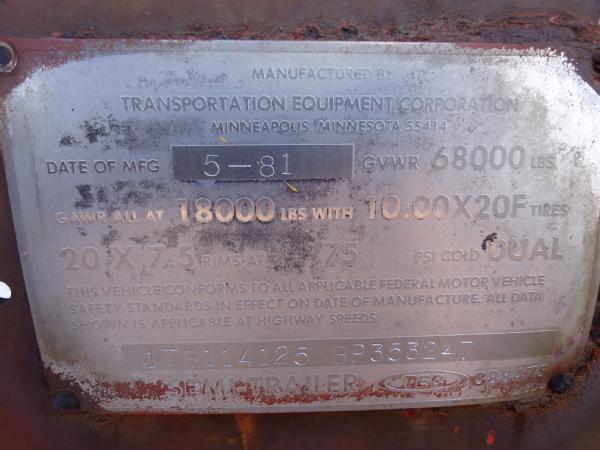 MANUFACTURED BY
TRANSPORTATION EQUIPMENT CORPORATION
MINNEAPOLIS, MINNESOTA 55414
DATE OF MFG 5-81 GVWR 68000 LBS.
GAWR ALL AT 18000 LBS WITH 10:00X20F TIRES
20 X 7.5 RIMS AT 75 PSI COLD DUAL
THIS VEHICLE CONFORMS TO ALL APPLICABLE FEDERAL MOTOR VEHICLE
SAFETY STANDARDS IN EFFECT ON DATE OF MANUFACTURE. ALL DATA
SHOWN IS APPLICABLE AT HIGHWAY SPEEDS.
BP353247
SEMI-TRAILER TEC